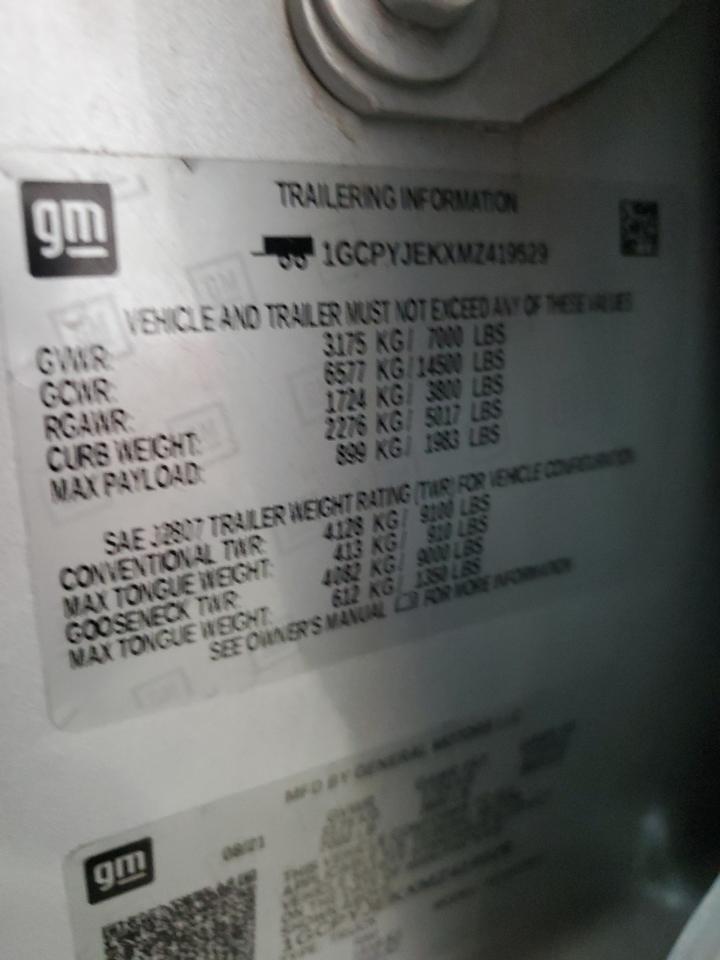 gm
TRAILERING INFORMATION
1GCPYJEKXMZ419529
VEHICLE AND TRAILER MUST NOT EXCEED ANY OF THESE VALUES
GVWR: 3175 KG/ 7000 LBS
GCWR: 6577 KG/14500 LBS
RGAWR: 1724 KG/ 3800 LBS
CURB WEIGHT: 2276 KG/ 5017 LBS
MAX PAYLOAD: 899 KG/ 1983 LBS
SAE J2807 TRAILER WEIGHT RATING (TWR) FOR VEHICLE CONFIGURATION
CONVENTIONAL TWR: 4128 KG/ 9100 LBS
MAX TONGUE WEIGHT: 413 KG/ 910 LBS
GOOSENECK TWR: 4082 KG/ 9000 LBS
MAX TONGUE WEIGHT: 612 KG/ 1350 LBS
SEE OWNER'S MANUAL FOR MORE INFORMATION
MFD BY GENERAL MOTORS LLC
gm
08/21